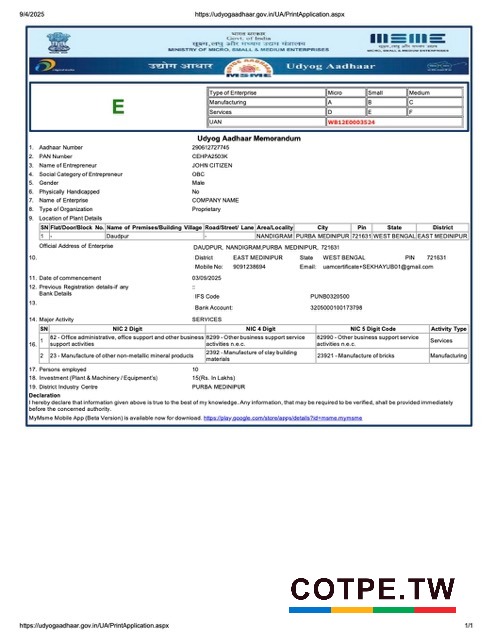 9/4/2025 https://udyogaadhaar.gov.in/UA/PrintApplication.aspx
भारत सरकार
Govt. of India
सूक्ष्म, लघु और मध्यम उद्यम मंत्रालय
MINISTRY OF MICRO, SMALL & MEDIUM ENTERPRISES
MICRO, SMALL & MEDIUM ENTERPRISES
उद्योग आधार MSME Udyog Aadhaar
E
Type of Enterprise Micro Small Medium
Manufacturing A B C
Services D E F
UAN WB12E0003524
Udyog Aadhaar Memorandum
1. Aadhar Number 290612727745
2. PAN Number CEHPA2503K
3. Name of Entrepreneur JOHN CITIZEN
4. Social Category of Entrepreneur OBC
5. Gender Male
6. Physically Handicapped No
7. Name of Enterprise COMPANY NAME
8. Type of Organization Proprietary
9. Location of Plant Details
SN Flat/Door/Block No. Name of Premises/Building Village Road/Street/ Lane Area/Locality City Pin State District
1 - Daudpur - NANDIGRAM PURBA MEDINIPUR 721631 WEST BENGAL EAST MEDINIPUR
Official Address of Enterprise DAUDPUR, NANDIGRAM,PURBA MEDINIPUR, 721631
10. District EAST MEDINIPUR State WEST BENGAL PIN 721631
Mobile No: 9091238694 Email: uamcertificate+SEKHAYUB01@gmail.com
11. Date of commencement 03/05/2025
12. Previous Registration details-if any :
13. Bank Details IFS Code PUNB0320500
Bank Account: 3205000100173798
14. Major Activity SERVICES
SN NIC 2 Digit NIC 4 Digit NIC 5 Digit Code Activity Type
16. 1 82 - Office administrative, office support and other business support activities 8299 - Other business support service activities n.e.c. 82990 - Other business support service activities n.e.c. Services
2 23 - Manufacture of other non-metallic mineral products 2392 - Manufacture of clay building materials 23921 - Manufacture of bricks Manufacturing
17. Persons employed 10
18. Investment (Plant & Machinery / Equipment's) 15(Rs. In Lakhs)
19. District Industry Centre PURBA MEDINIPUR
Declaration
I hereby declare that information given above is true to the best of my knowledge. Any information, that may be required to be verified, shall be provided immediately
before the concerned authority.
MyMsme Mobile App (Beta Version) is available now for download. https://play.google.com/store/apps/details?id=msme.mymsme
COTPE.TW
https://udyogaadhaar.gov.in/UA/PrintApplication.aspx 1/1